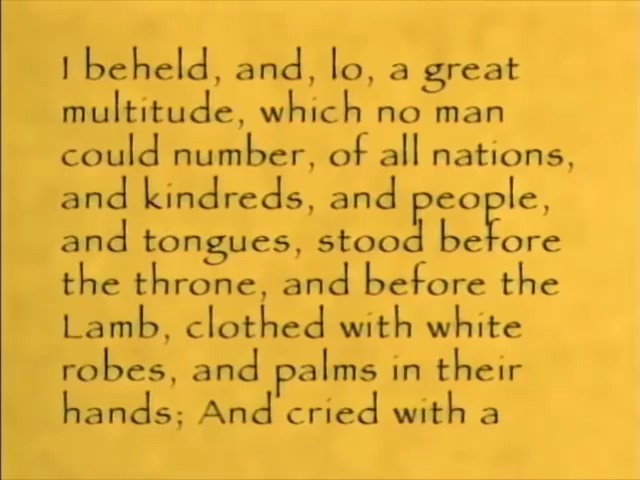 I beheld, and, lo, a great
multitude, which no man
could number, of all nations,
and kindreds, and people,
and tongues, stood before
the throne, and before the
Lamb, clothed with white
robes, and palms in their
hands; And cried with a